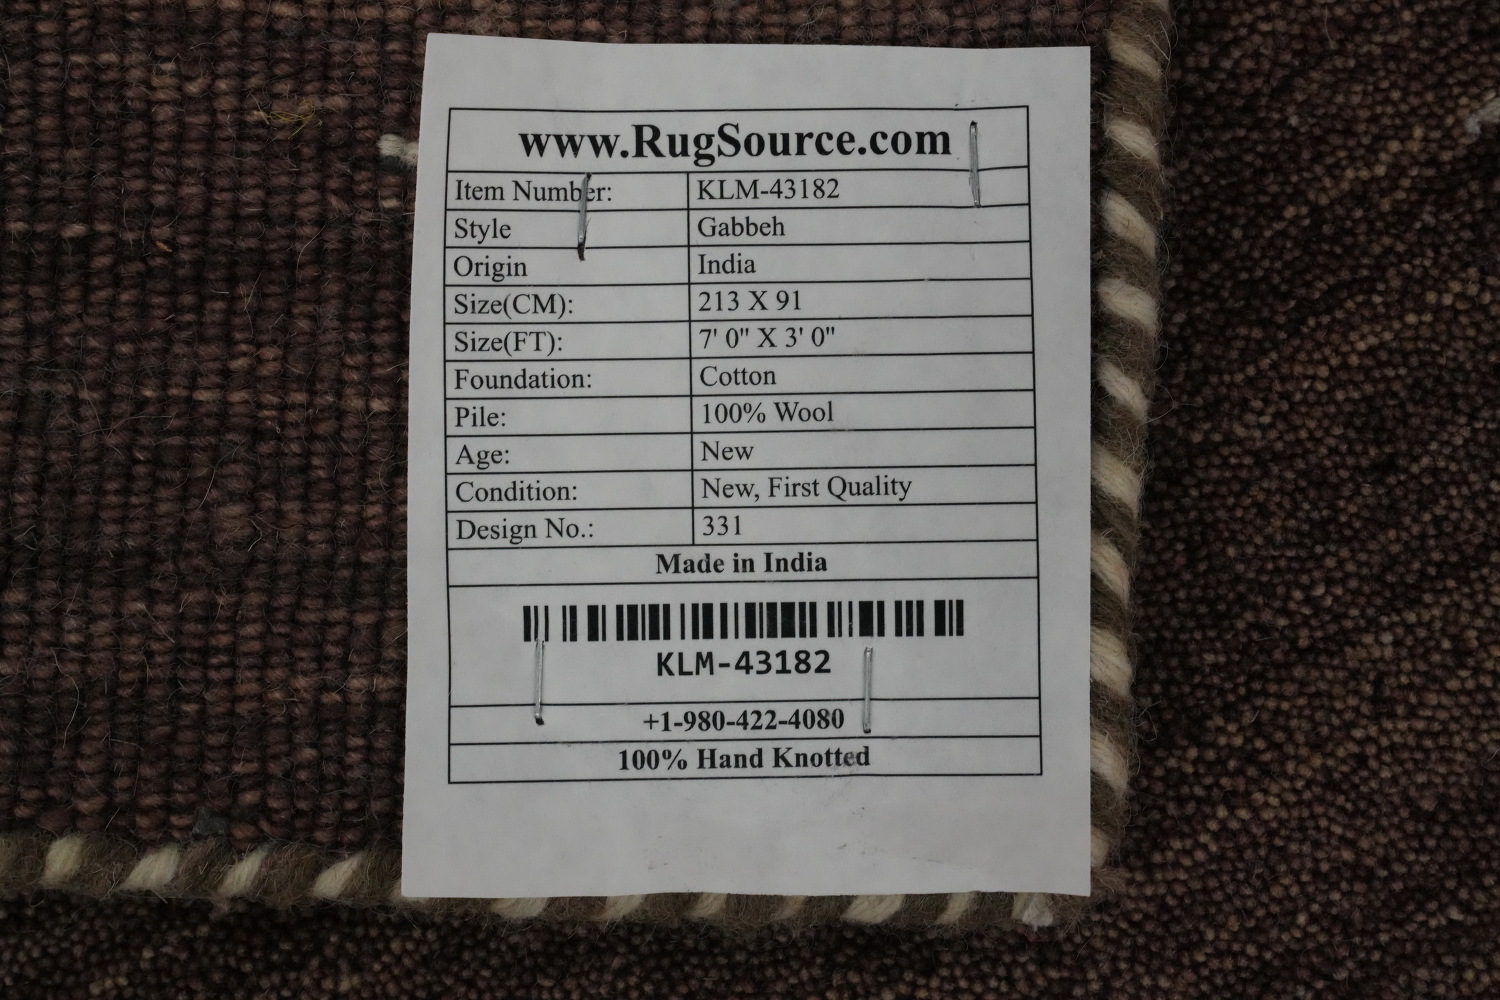 www.RugSource.com
Item Number: KLM-43182
Style Gabbeh
Origin India
Size(CM): 213 X 91
Size(FT): 7' 0" X 3' 0"
Foundation: Cotton
Pile: 100% Wool
Age: New
Condition: New, First Quality
Design No.: 331
Made in India
KLM-43182
+1-980-422-4080
100% Hand Knotted